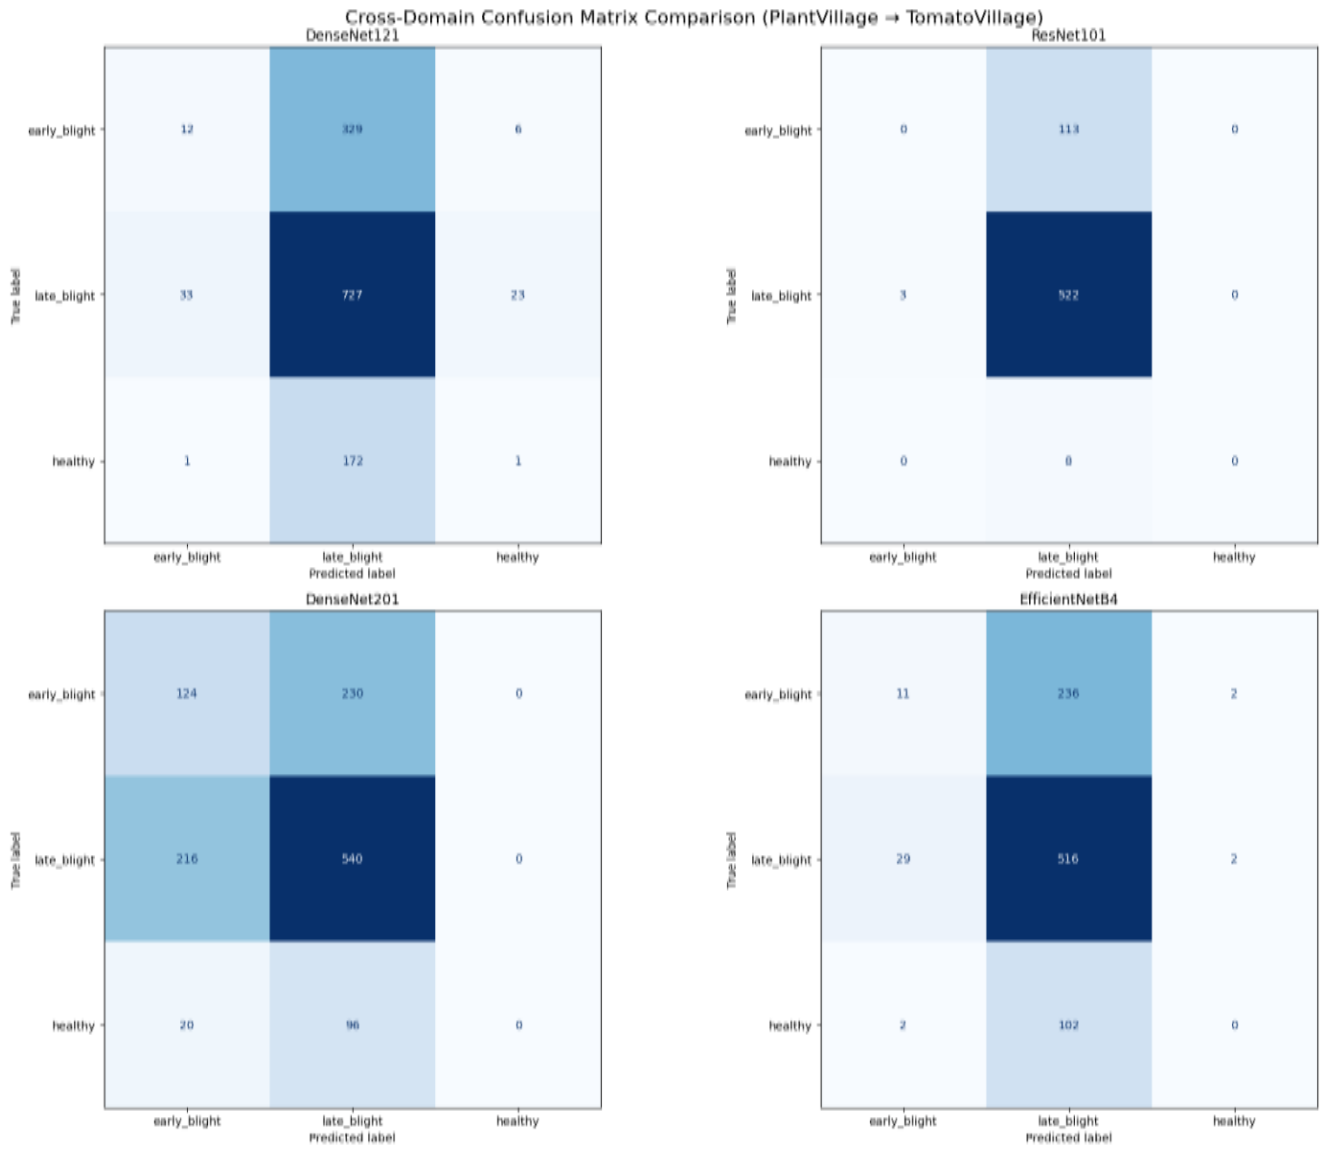 Cross-Domain Confusion Matrix Comparison (PlantVillage → TomatoVillage)
DenseNet121
True label
early_blight 12 329 6
late_blight 33 727 23
healthy 1 172 1
early_blight late_blight healthy
Predicted label
ResNet101
True label
early_blight 0 113 0
late_blight 3 522 0
healthy 0 8 0
early_blight late_blight healthy
Predicted label
DenseNet201
True label
early_blight 124 230 0
late_blight 216 540 0
healthy 20 96 0
early_blight late_blight healthy
Predicted label
EfficientNetB4
True label
early_blight 11 236 2
late_blight 29 516 2
healthy 2 102 0
early_blight late_blight healthy
Predicted label